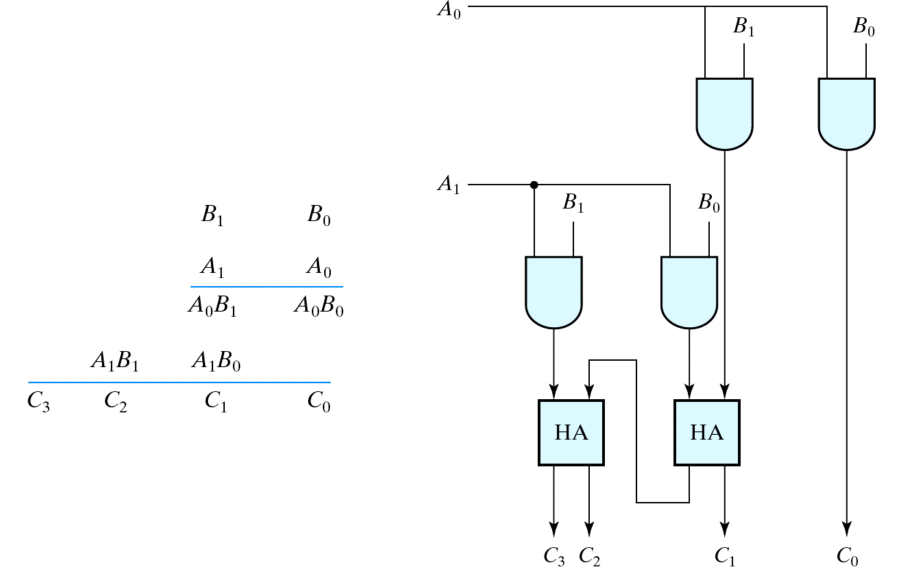 B₁ B₀
A₁ A₀
A₀B₁ A₀B₀
A₁B₁ A₁B₀
C₃ C₂ C₁ C₀
A₀
B₁ B₀
A₁
B₁ B₀
HA HA
C₃ C₂ C₁ C₀